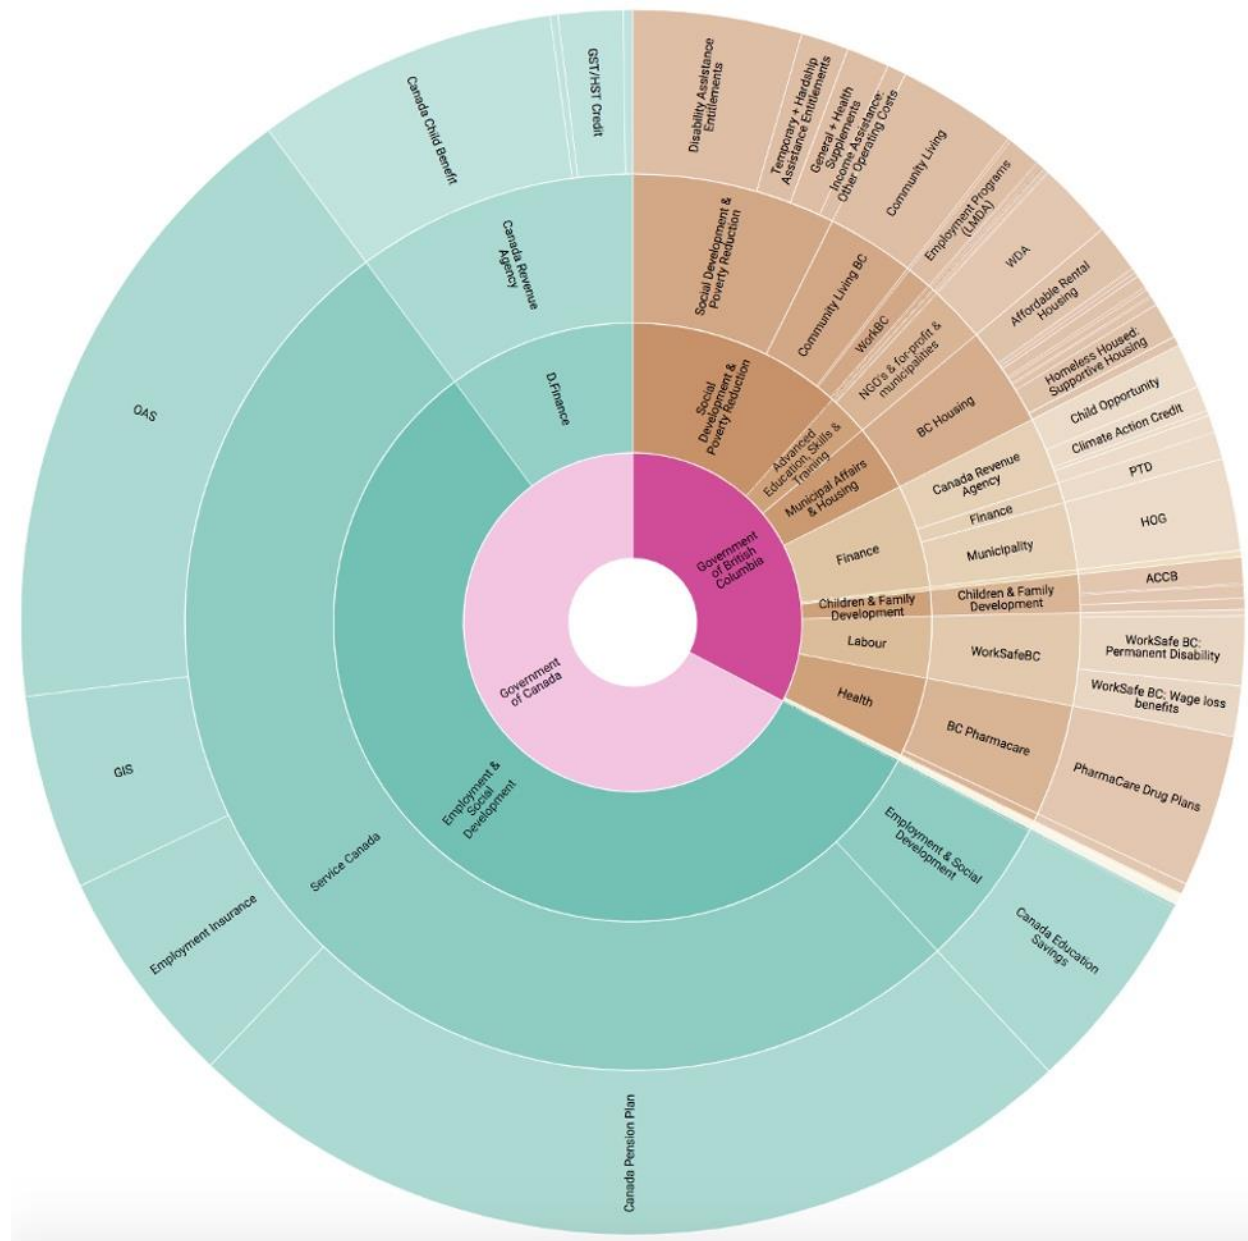 Government
of British
Columbia
Government
of Canada
Social
Development &
Poverty Reduction
Advanced
Education, Skills &
Training
Municipal Affairs
& Housing
Finance
Children & Family
Development
Labour
Health
Employment &
Social
Development
D.Finance
Social Development &
Poverty Reduction
Community Living BC
WorkBC
NGO's & for-profit &
municipalities
BC Housing
Canada Revenue
Agency
Finance
Municipality
Children & Family
Development
WorkSafeBC
BC Pharmacare
Employment & Social
Development
Service Canada
Canada Revenue
Agency
Disability Assistance
Entitlements
Temporary + Hardship
Assistance Entitlements
General + Health
Supplements
Income Assistance:
Other Operating Costs
Community Living
Employment Programs
(LMDA)
WDA
Affordable Rental
Housing
Homeless Housed:
Supportive Housing
Child Opportunity
Climate Action Credit
PTD
HOG
ACCB
WorkSafe BC:
Permanent Disability
WorkSafe BC: Wage loss
benefits
PharmaCare Drug Plans
Canada Education
Savings
Canada Pension Plan
Employment Insurance
GIS
OAS
Canada Child Benefit
GST/HST Credit